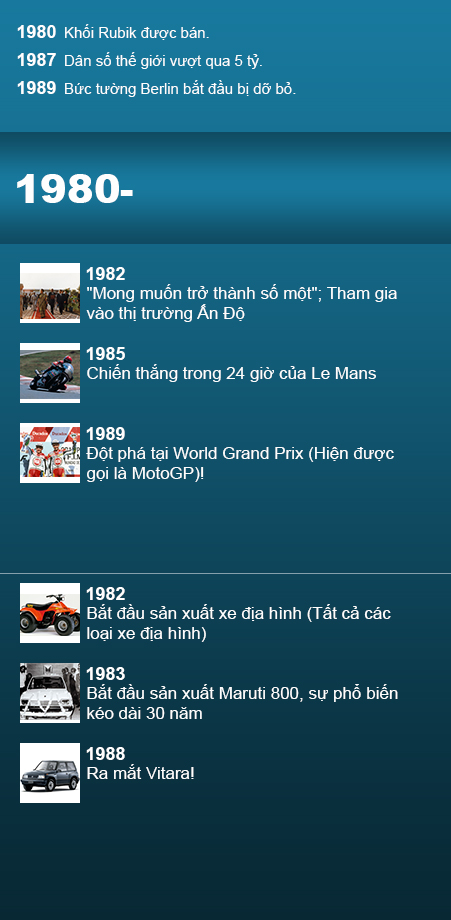 1980 Khối Rubik được bán.
1987 Dân số thế giới vượt qua 5 tỷ.
1989 Bức tường Berlin bắt đầu bị dỡ bỏ.
1980-
1982
"Mong muốn trở thành số một"; Tham gia
vào thị trường Ấn Độ
1985
Chiến thắng trong 24 giờ của Le Mans
1989
Đột phá tại World Grand Prix (Hiện được
gọi là MotoGP)!
1982
Bắt đầu sản xuất xe địa hình (Tất cả các
loại xe địa hình)
1983
Bắt đầu sản xuất Maruti 800, sự phổ biến
kéo dài 30 năm
1988
Ra mắt Vitara!